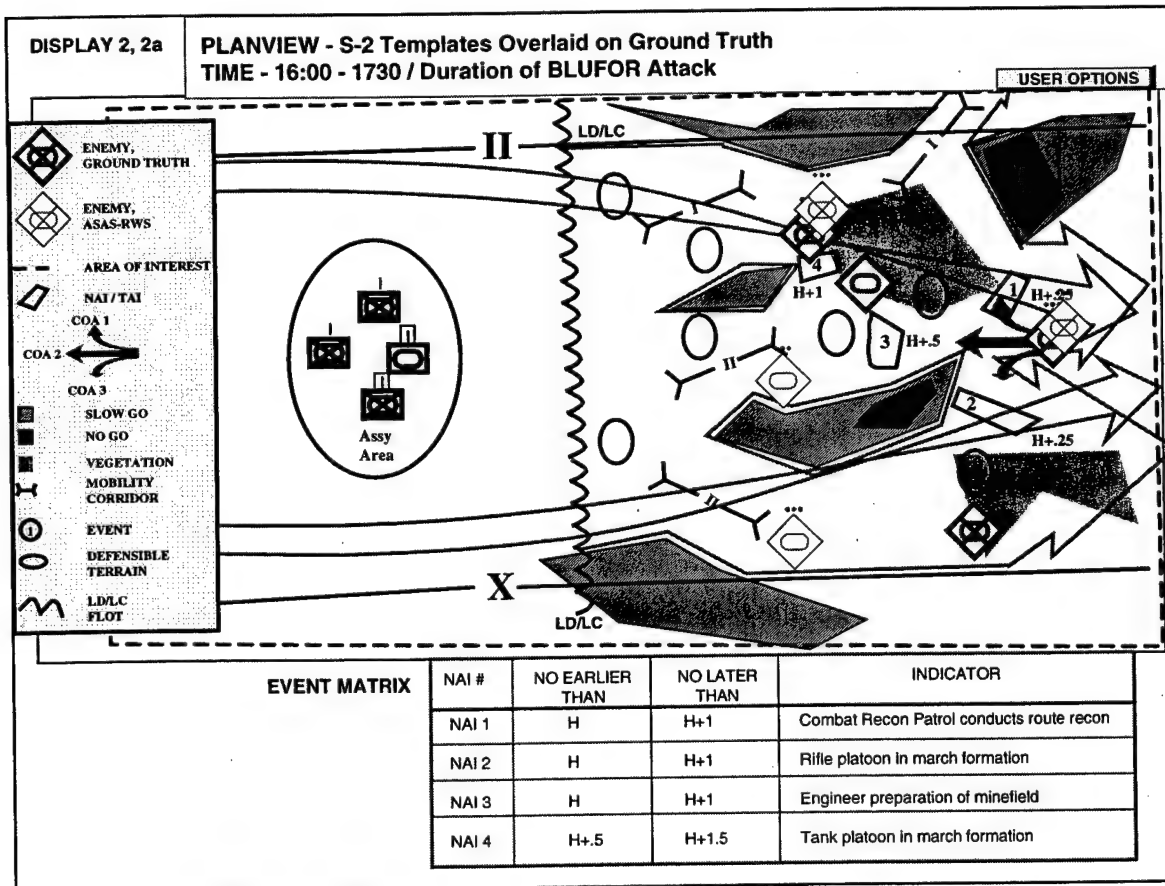 DISPLAY 2, 2a
PLANVIEW - S-2 Templates Overlaid on Ground Truth
TIME - 16:00 - 1730 / Duration of BLUFOR Attack
USER OPTIONS
ENEMY,
GROUND TRUTH
ENEMY,
ASAS-RWS
AREA OF INTEREST
NAI / TAI
COA 1
COA 2
COA 3
SLOW GO
NO GO
VEGETATION
MOBILITY
CORRIDOR
1
EVENT
DEFENSIBLE
TERRAIN
LD/LC
FLOT
II
LD/LC
I
I
4
H+1
1
H+.25
3
H+.5
II
2
H+.25
II
Assy
Area
X
LD/LC
EVENT MATRIX
NAI #
NO EARLIER
THAN
NO LATER
THAN
INDICATOR
NAI 1
H
H+1
Combat Recon Patrol conducts route recon
NAI 2
H
H+1
Rifle platoon in march formation
NAI 3
H
H+1
Engineer preparation of minefield
NAI 4
H+.5
H+1.5
Tank platoon in march formation